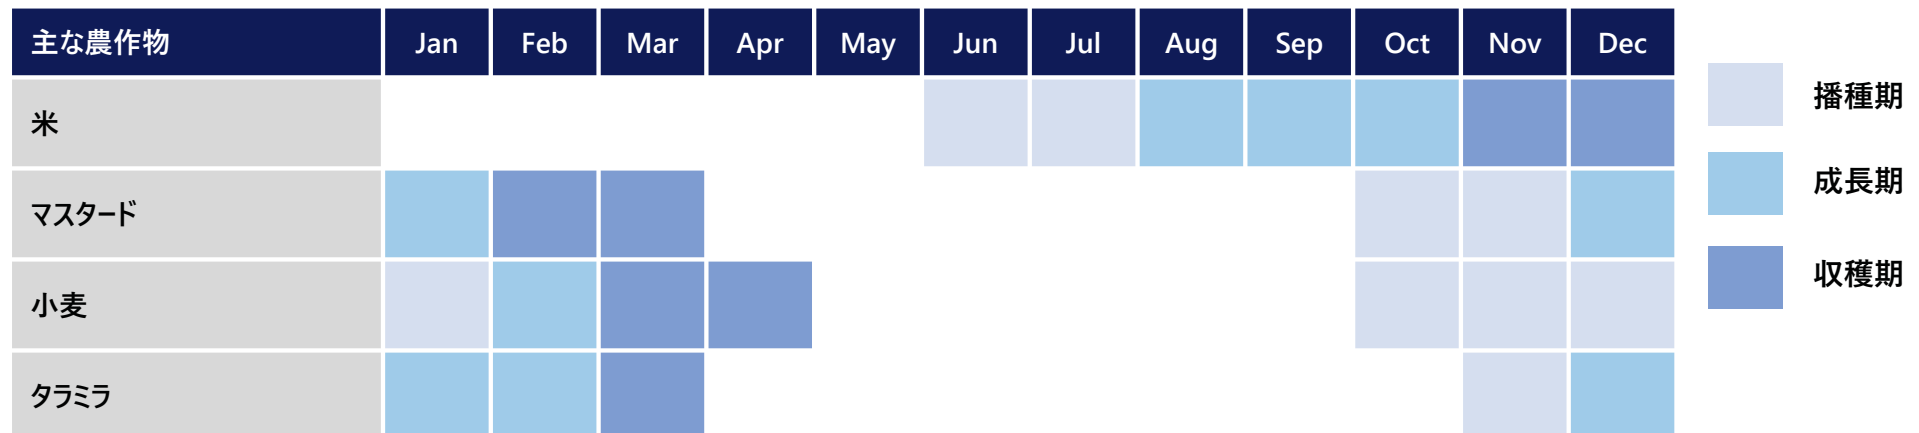 主な農作物 Jan Feb Mar Apr May Jun Jul Aug Sep Oct Nov Dec
米
マスタード
小麦
タラミラ
播種期
成長期
収穫期